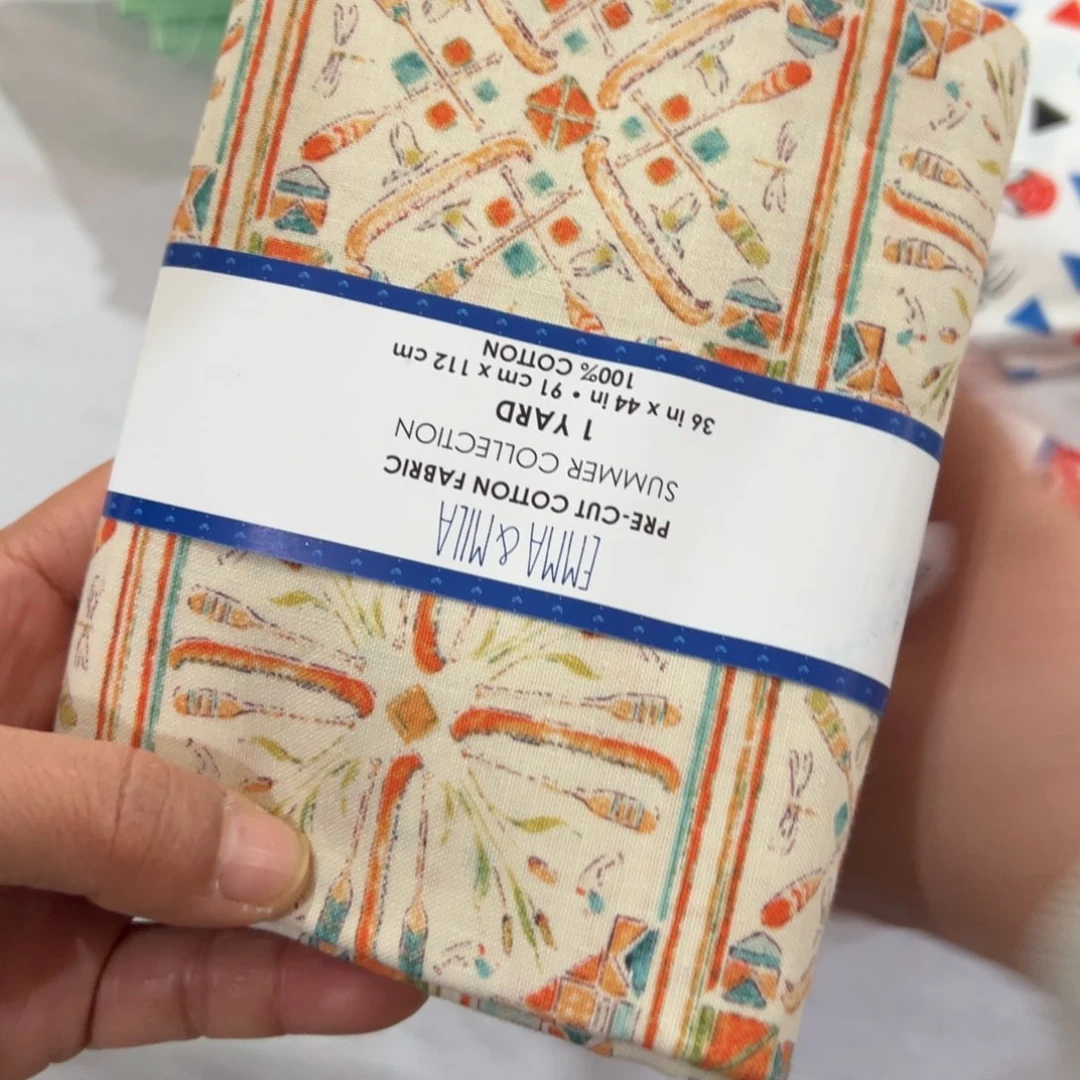 EMMA & MILA
PRE-CUT COTTON FABRIC
SUMMER COLLECTION
1 YARD
36 in x 44 in • 91 cm x 112 cm
100% COTTON